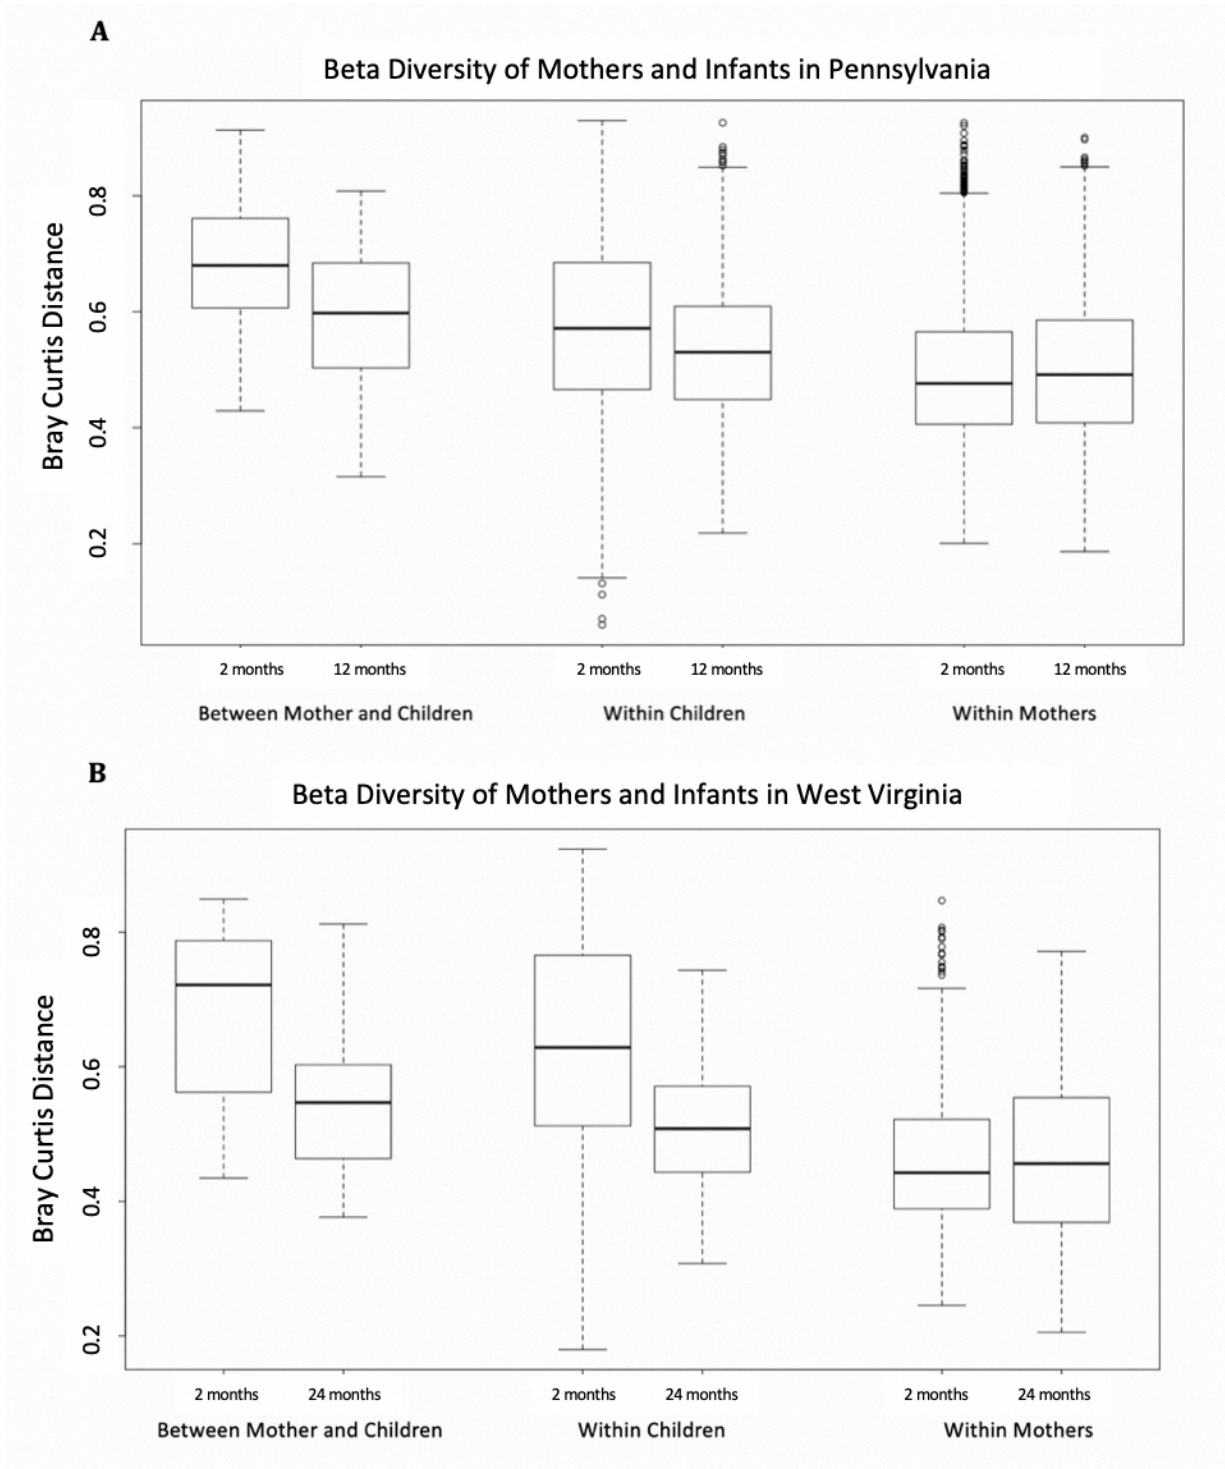 A
Beta Diversity of Mothers and Infants in Pennsylvania
Bray Curtis Distance
0.8
0.6
0.4
0.2
2 months 12 months 2 months 12 months 2 months 12 months
Between Mother and Children Within Children Within Mothers
B
Beta Diversity of Mothers and Infants in West Virginia
Bray Curtis Distance
0.8
0.6
0.4
0.2
2 months 24 months 2 months 24 months 2 months 24 months
Between Mother and Children Within Children Within Mothers